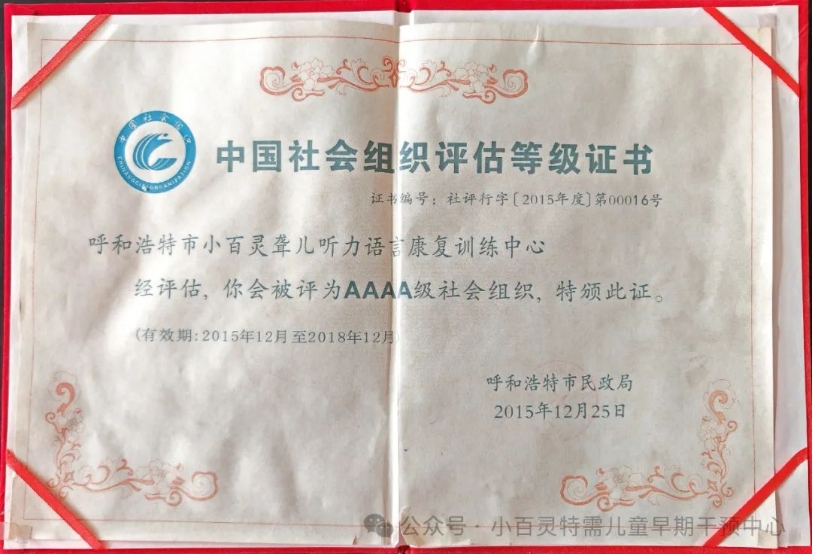 中国社会组织评估等级证书
证书编号：社评行字〔2015年度〕第00016号
呼和浩特市小百灵聋儿听力语言康复训练中心
经评估，你会被评为AAAA级社会组织，特颁此证。
(有效期:2015年12月至2018年12月
呼和浩特市民政局
2015年12月25日
公众号·小百灵特需儿童早期干预中心